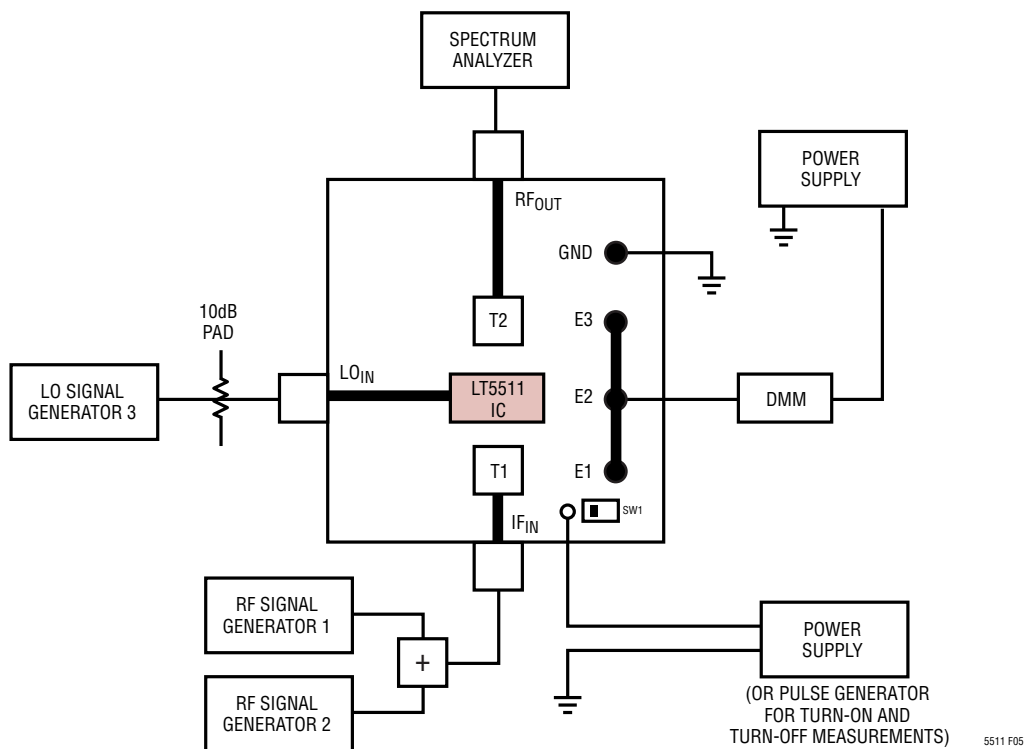 SPECTRUM
ANALYZER
POWER
SUPPLY
RFOUT
GND
10dB
PAD
T2
E3
LO SIGNAL
GENERATOR 3
LOIN
LT5511
IC
E2
DMM
T1
E1
SW1
IFIN
RF SIGNAL
GENERATOR 1
+
RF SIGNAL
GENERATOR 2
POWER
SUPPLY
(OR PULSE GENERATOR
FOR TURN-ON AND
TURN-OFF MEASUREMENTS)
5511 F05